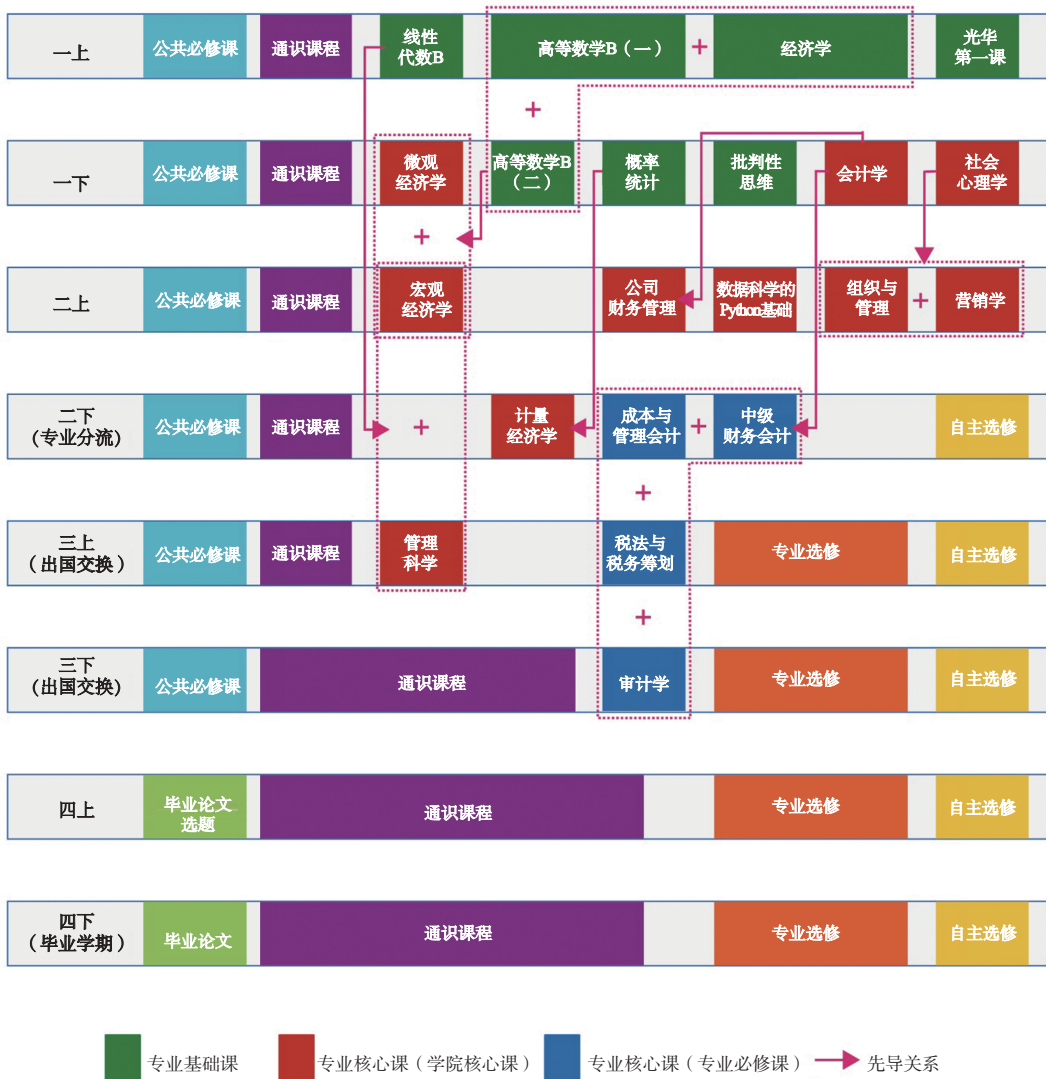 一上
公共必修课
通识课程
线性
代数B
高等数学B（一）
+
经济学
光华
第一课
+
一下
公共必修课
通识课程
微观
经济学
高等数学B
（二）
概率
统计
批判性
思维
会计学
社会
心理学
+
二上
公共必修课
通识课程
宏观
经济学
公司
财务管理
数据科学的
Python基础
组织与
管理
+
营销学
二下
(专业分流)
公共必修课
通识课程
+
计量
经济学
成本与
管理会计
+
中级
财务会计
自主选修
+
三上
（出国交换）
公共必修课
通识课程
管理
科学
税法与
税务筹划
专业选修
自主选修
+
三下
(出国交换)
公共必修课
通识课程
审计学
专业选修
自主选修
四上
毕业论文
选题
通识课程
专业选修
自主选修
四下
（毕业学期）
毕业论文
通识课程
专业选修
自主选修
专业基础课
专业核心课（学院核心课）
专业核心课（专业必修课）
先导关系